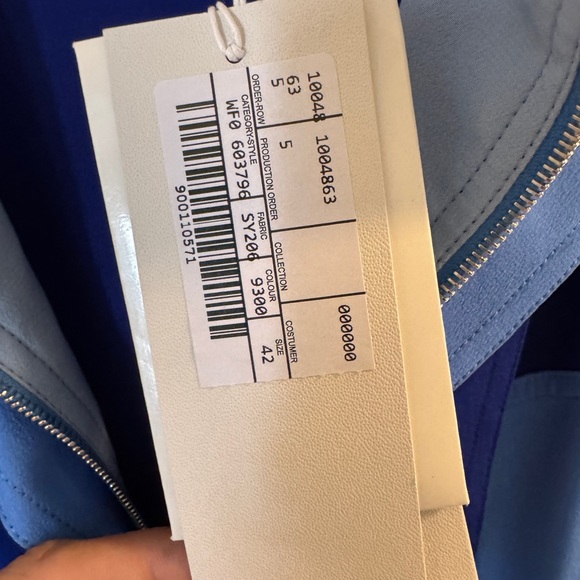 10048 1004863 000000
63
5 5
ORDER-ROW PRODUCTION ORDER COLLECTION COSTUMER
CATEGORY-STYLE FABRIC COLOUR SIZE
WF0 603796 SY206 9300 42
900110571